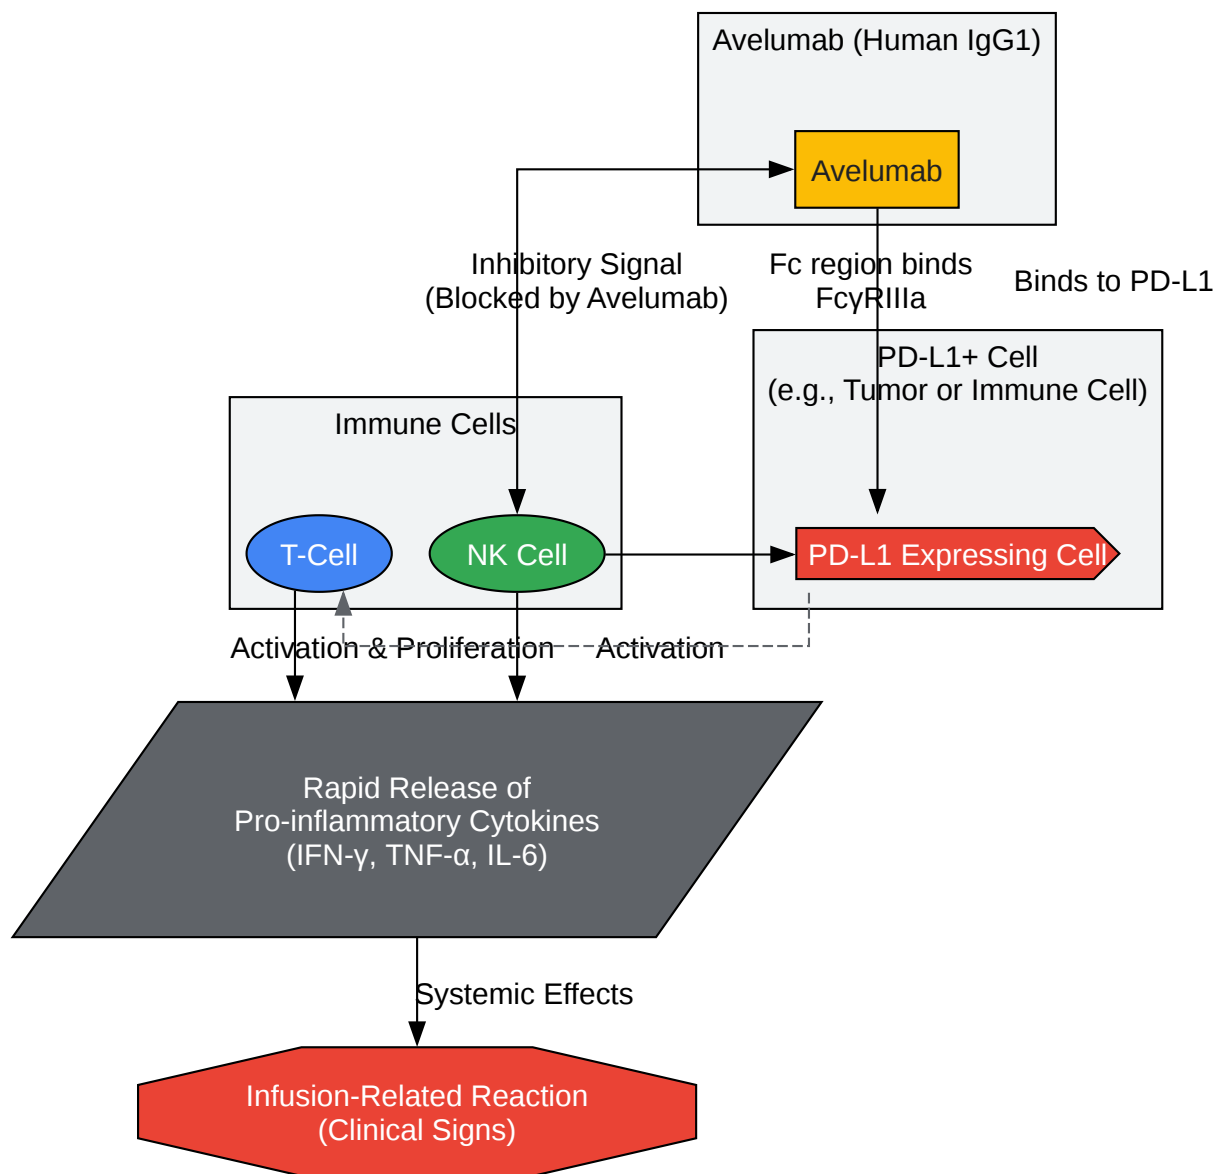 Avelumab (Human IgG1)
Avelumab
Inhibitory Signal
(Blocked by Avelumab)
Fc region binds
FcγRIIIa
Binds to PD-L1
PD-L1+ Cell
(e.g., Tumor or Immune Cell)
Immune Cells
T-Cell
NK Cell
PD-L1 Expressing Cell
Activation & Proliferation
Activation
Rapid Release of
Pro-inflammatory Cytokines
(IFN-γ, TNF-α, IL-6)
Systemic Effects
Infusion-Related Reaction
(Clinical Signs)